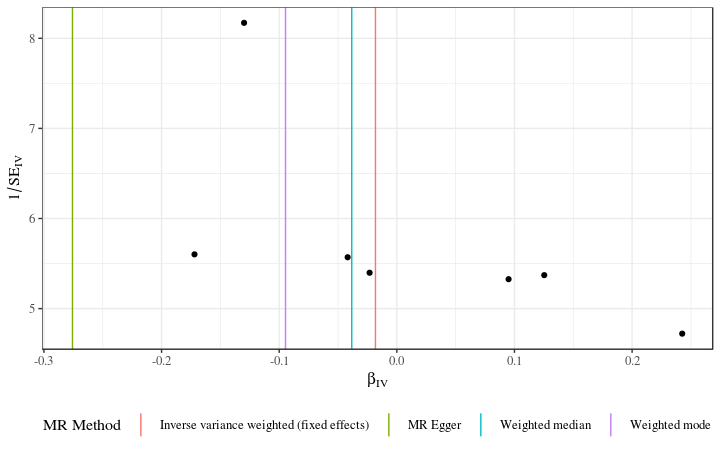 8
7
6
5
1/SE_IV
-0.3 -0.2 -0.1 0.0 0.1 0.2
β_IV
MR Method Inverse variance weighted (fixed effects) MR Egger Weighted median Weighted mode